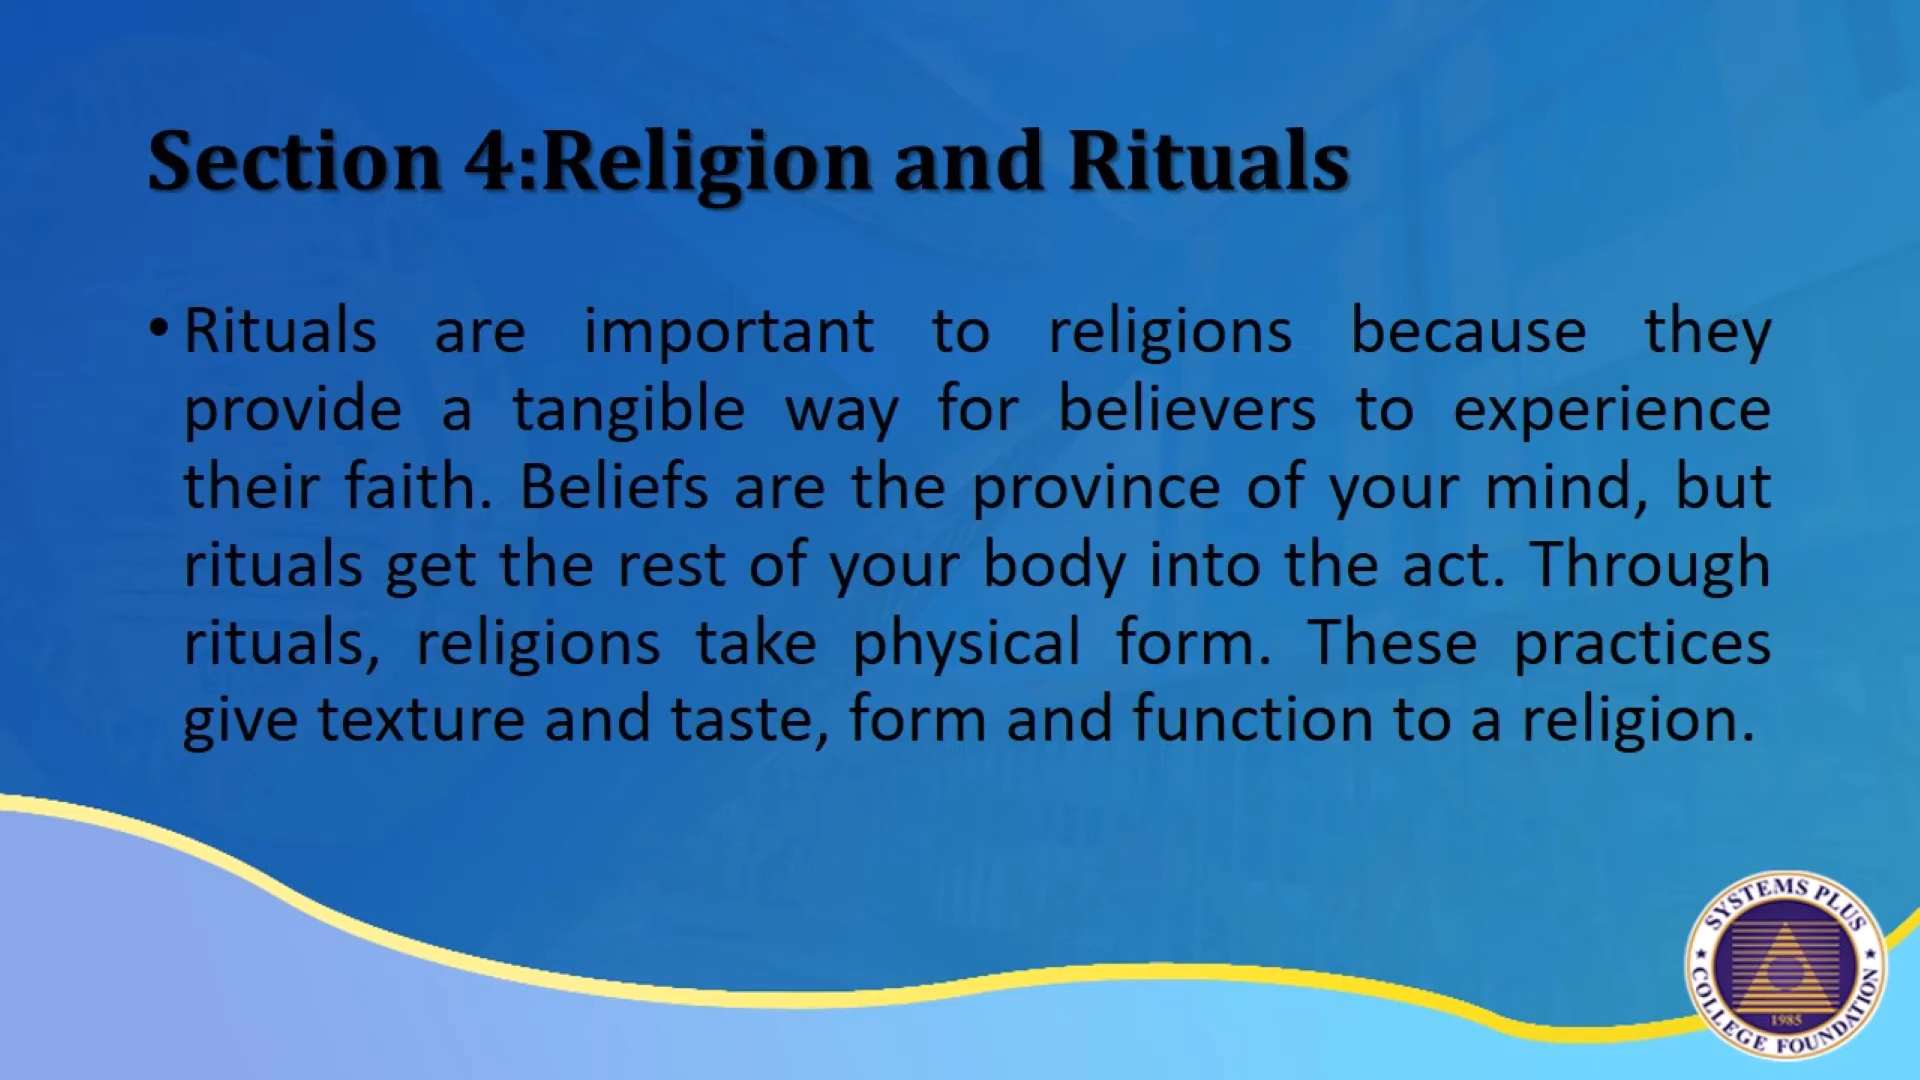 Section 4:Religion and Rituals
• Rituals are important to religions because they
provide a tangible way for believers to experience
their faith. Beliefs are the province of your mind, but
rituals get the rest of your body into the act. Through
rituals, religions take physical form. These practices
give texture and taste, form and function to a religion.
SYSTEMS PLUS
COLLEGE FOUNDATION
1985